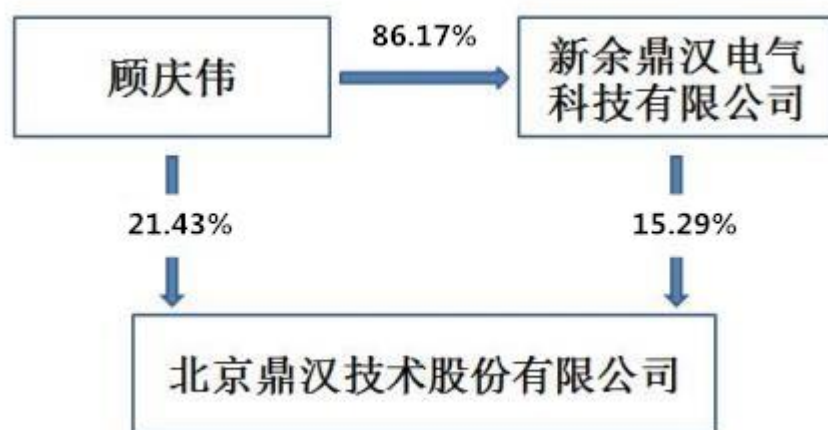 86.17%
顾庆伟
新余鼎汉电气
科技有限公司
21.43%
15.29%
北京鼎汉技术股份有限公司